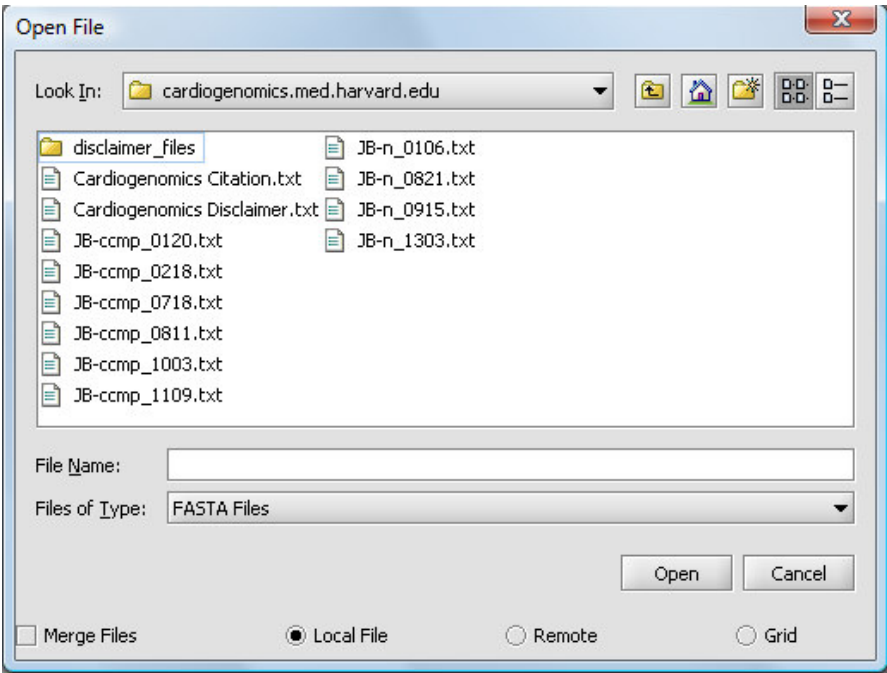 Open File
Look In: cardiogenomics.med.harvard.edu
disclaimer_files
Cardiogenomics Citation.txt
Cardiogenomics Disclaimer.txt
JB-ccmp_0120.txt
JB-ccmp_0218.txt
JB-ccmp_0718.txt
JB-ccmp_0811.txt
JB-ccmp_1003.txt
JB-ccmp_1109.txt
JB-n_0106.txt
JB-n_0821.txt
JB-n_0915.txt
JB-n_1303.txt
File Name:
Files of Type: FASTA Files
Open Cancel
Merge Files Local File Remote Grid